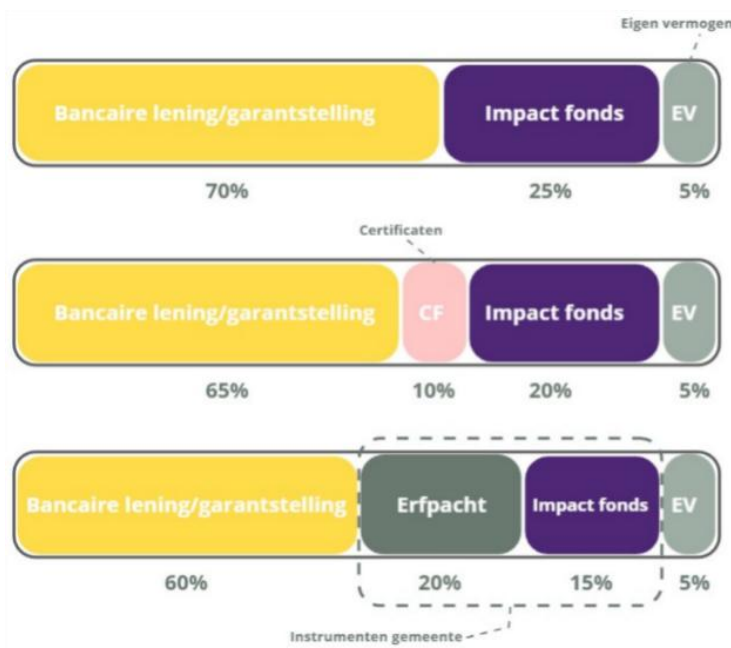 Eigen vermogen
Bancaire lening/garantstelling Impact fonds EV
70% 25% 5%
Certificaten
Bancaire lening/garantstelling CF Impact fonds EV
65% 10% 20% 5%
Bancaire lening/garantstelling Erfpacht Impact fonds EV
60% 20% 15% 5%
Instrumenten gemeente